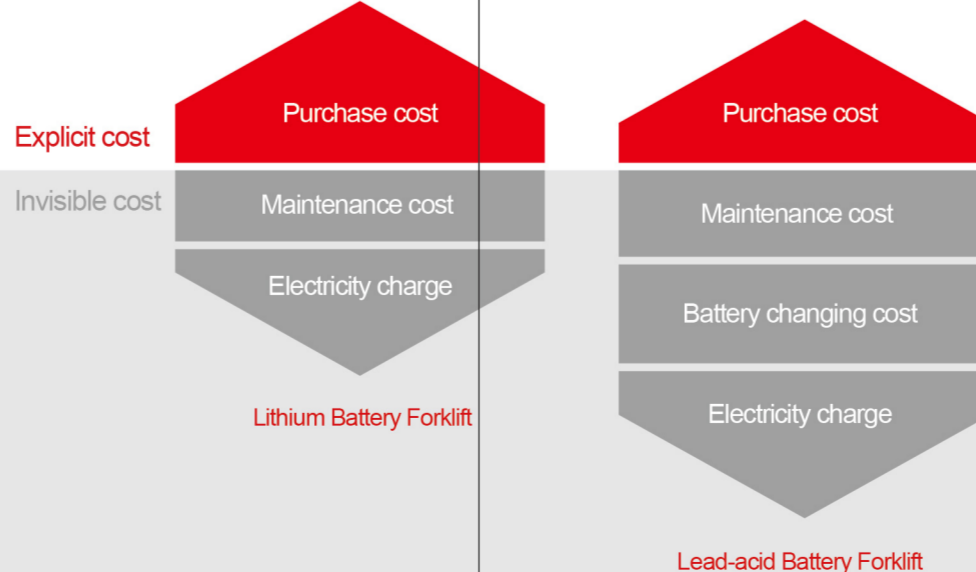 Explicit cost
Invisible cost
Purchase cost
Maintenance cost
Electricity charge
Lithium Battery Forklift
Purchase cost
Maintenance cost
Battery changing cost
Electricity charge
Lead-acid Battery Forklift